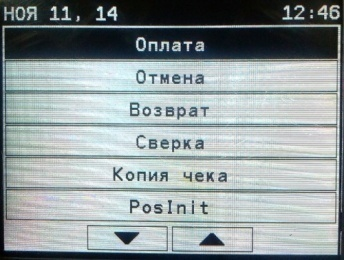 НОЯ 11, 14 12:46
Оплата
Отмена
Возврат
Сверка
Копия чека
PosInit